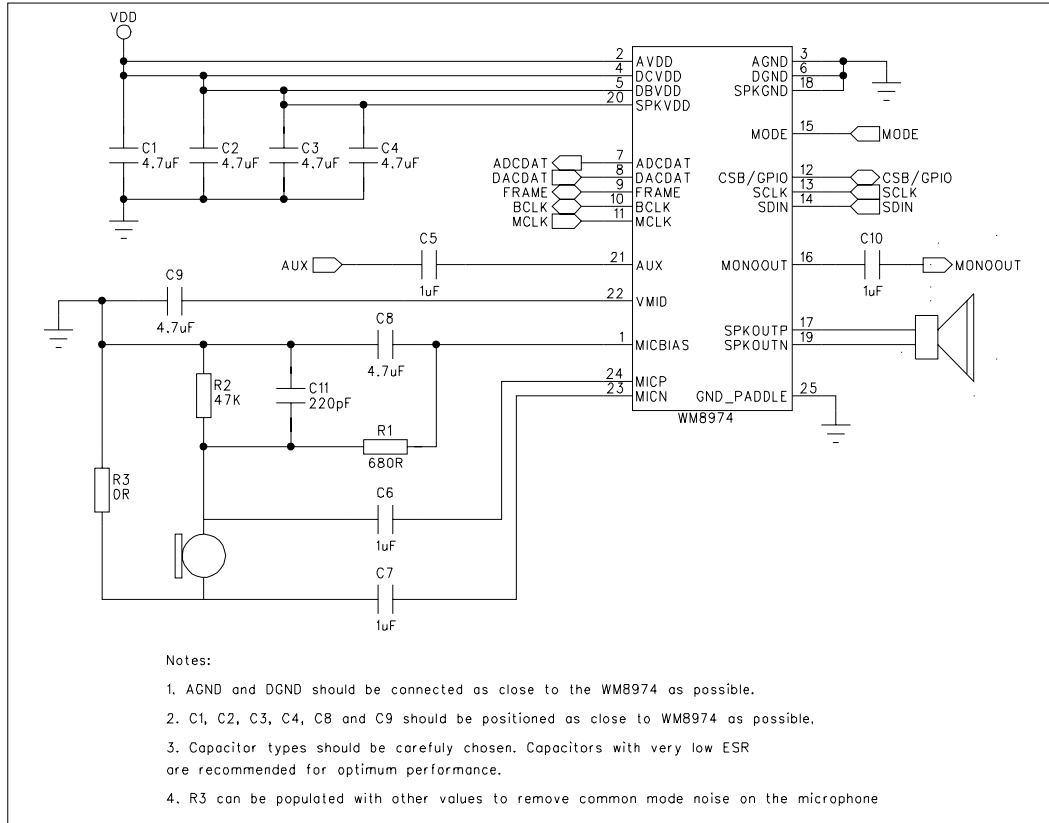 VDD
2 AVDD AGND 3
4 DCVDD DGND 6
5 DBVDD SPKGND 18
20 SPKVDD
MODE 15 MODE
C1 4.7uF
C2 4.7uF
C3 4.7uF
C4 4.7uF
ADCDAT 7 ADCDAT
DACDAT 8 DACDAT
FRAME 9 FRAME
BCLK 10 BCLK
MCLK 11 MCLK
CSB/GPIO 12 CSB/GPIO
SCLK 13 SCLK
SDIN 14 SDIN
AUX C5 1uF 21 AUX
MONOOUT 16 C10 1uF MONOOUT
C9 4.7uF 22 VMID
SPKOUTP 17
SPKOUTN 19
C8 4.7uF 1 MICBIAS
24 MICP
23 MICN
GND_PADDLE 25
WM8974
R2 47K
C11 220pF
R1 680R
R3 0R
C6 1uF
C7 1uF
Notes:
1. AGND and DGND should be connected as close to the WM8974 as possible.
2. C1, C2, C3, C4, C8 and C9 should be positioned as close to WM8974 as possible.
3. Capacitor types should be carefuly chosen. Capacitors with very low ESR
are recommended for optimum performance.
4. R3 can be populated with other values to remove common mode noise on the microphone